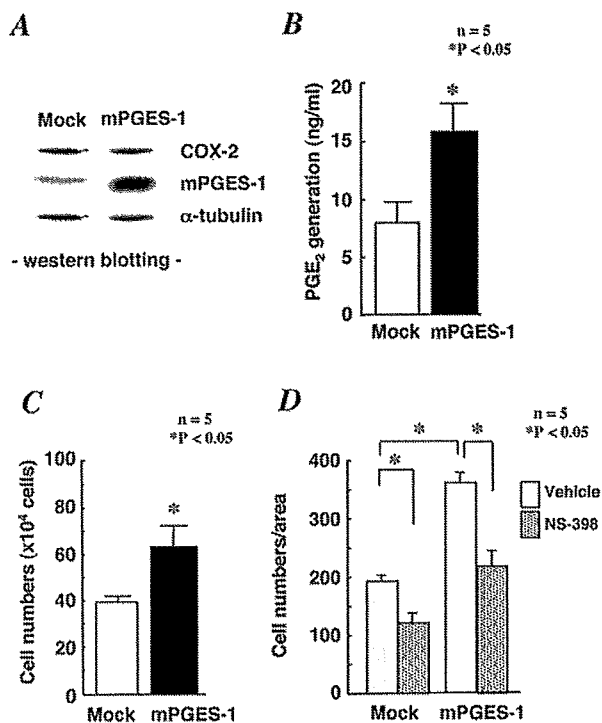 A
Mock mPGES-1
COX-2
mPGES-1
α-tubulin
- western blotting -
B
n = 5
*P < 0.05
PGE2 generation (ng/ml)
20
15
10
5
0
*
Mock mPGES-1
C
n = 5
*P < 0.05
Cell numbers (x10⁴ cells)
100
80
60
40
20
0
*
Mock mPGES-1
D
n = 5
*P < 0.05
Cell numbers/area
400
300
200
100
0
*
*
*
Vehicle
NS-398
Mock mPGES-1